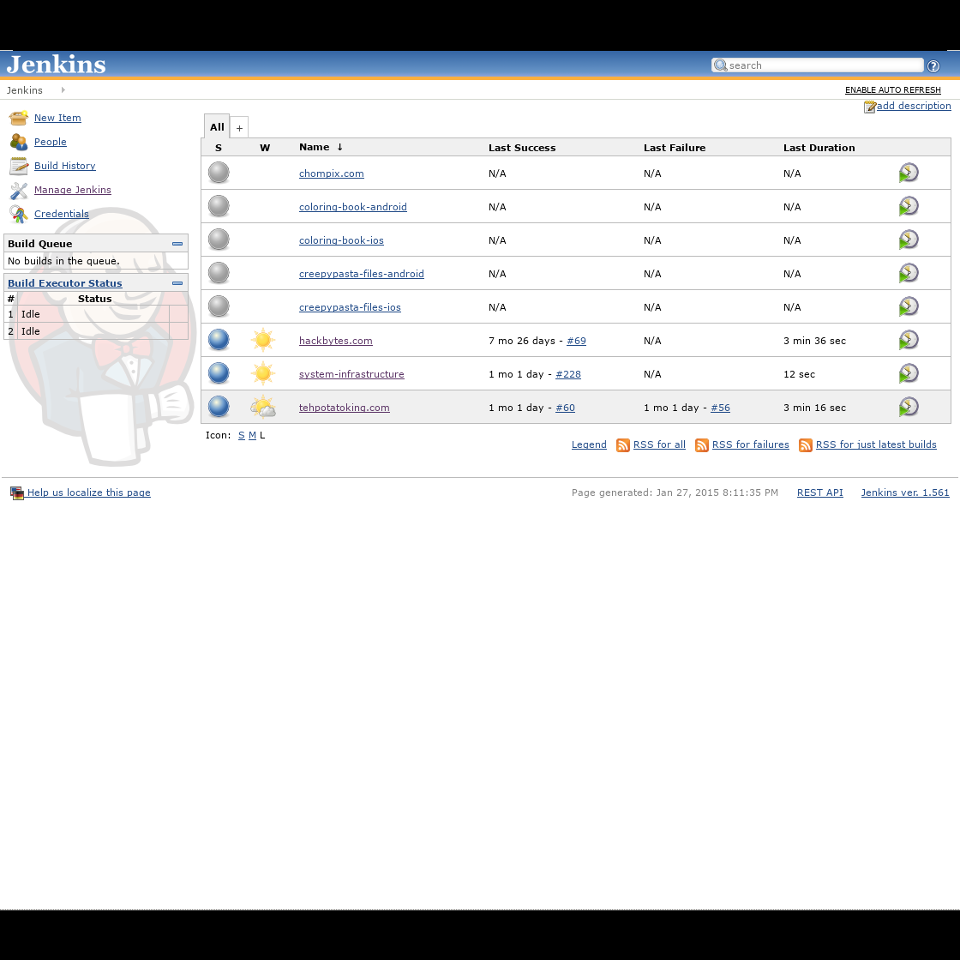 Jenkins
search
?
Jenkins
ENABLE AUTO REFRESH
add description
New Item
People
Build History
Manage Jenkins
Credentials
Build Queue
No builds in the queue.
Build Executor Status
# Status
1 Idle
2 Idle
All +
S W Name ↓ Last Success Last Failure Last Duration
chompix.com N/A N/A N/A
coloring-book-android N/A N/A N/A
coloring-book-ios N/A N/A N/A
creepypasta-files-android N/A N/A N/A
creepypasta-files-ios N/A N/A N/A
hackbytes.com 7 mo 26 days - #69 N/A 3 min 36 sec
system-infrastructure 1 mo 1 day - #228 N/A 12 sec
tehpotatoking.com 1 mo 1 day - #60 1 mo 1 day - #56 3 min 16 sec
Icon: S M L
Legend RSS for all RSS for failures RSS for just latest builds
Help us localize this page
Page generated: Jan 27, 2015 8:11:35 PM REST API Jenkins ver. 1.561